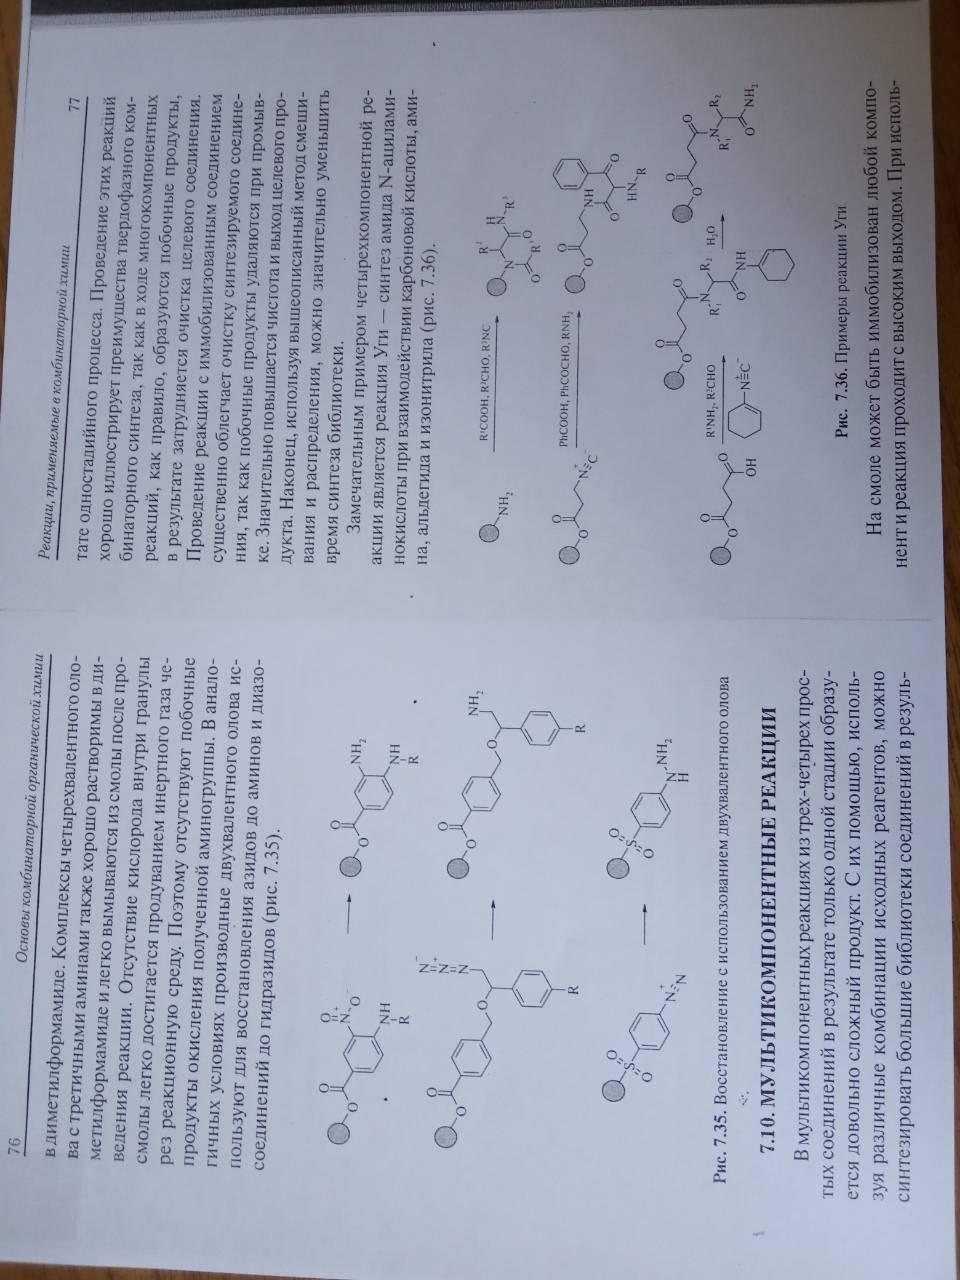 76
Основы комбинаторной органической химии
в диметилформамиде. Комплексы четырехвалентного оло-
ва с третичными аминами также хорошо растворимы в ди-
метилформамиде и легко вымываются из смолы после про-
ведения реакции. Отсутствие кислорода внутри гранулы
смолы легко достигается продуванием инертного газа че-
рез реакционную среду. Поэтому отсутствуют побочные
продукты окисления полученной аминогруппы. В анало-
гичных условиях производные двухвалентного олова ис-
пользуют для восстановления азидов до аминов и диазо-
соединений до гидразидов (рис. 7.35).
Рис. 7.35. Восстановление с использованием двухвалентного олова
7.10. МУЛЬТИКОМПОНЕНТНЫЕ РЕАКЦИИ
В мультикомпонентных реакциях из трех-четырех прос-
тых соединений в результате только одной стадии образу-
ется довольно сложный продукт. С их помощью, исполь-
зуя различные комбинации исходных реагентов, можно
синтезировать большие библиотеки соединений в резуль-
Реакции, применяемые в комбинаторной химии
77
тате одностадийного процесса. Проведение этих реакций
хорошо иллюстрирует преимущества твердофазного ком-
бинаторного синтеза, так как в ходе многокомпонентных
реакций, как правило, образуются побочные продукты,
в результате затрудняется очистка целевого соединения.
Проведение реакции с иммобилизованным соединением
существенно облегчает очистку синтезируемого соедине-
ния, так как побочные продукты удаляются при промыв-
ке. Значительно повышается чистота и выход целевого про-
дукта. Наконец, используя вышеописанный метод смеши-
вания и распределения, можно значительно уменьшить
время синтеза библиотеки.
Замечательным примером четырехкомпонентной ре-
акции является реакция Уги — синтез амида N-ациламин-
нокислоты при взаимодействии карбоновой кислоты, ами-
на, альдегида и изонитрила (рис. 7.36).
R¹COOH, R²CHO, R³NC
PhCOOH, PhCOCHO, RNH₂
R¹NH₂, R²CHO
H₂O
Рис. 7.36. Примеры реакции Уги
На смоле может быть иммобилизован любой компо-
нент и реакция проходит с высоким выходом. При исполь-